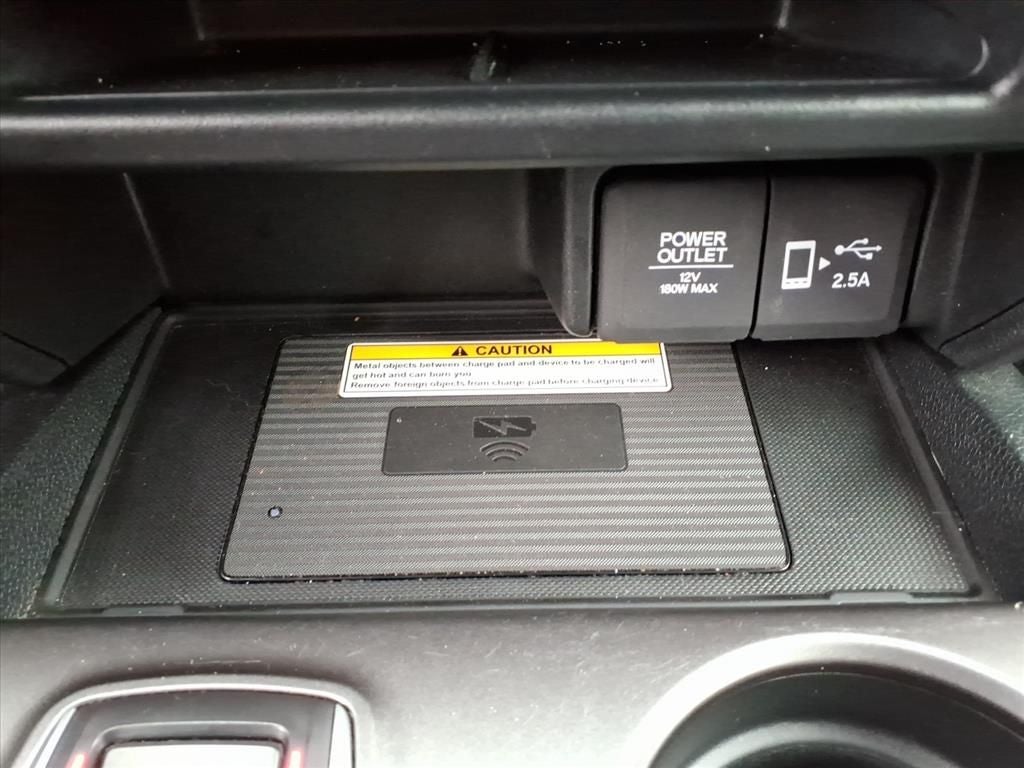 POWER
OUTLET
12V
180W MAX
2.5A
CAUTION
Metal objects between charge pad and device to be charged will
get hot and can burn you.
Remove foreign objects from charge pad before charging device.